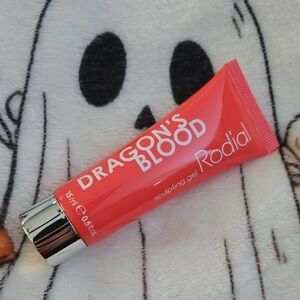 DRAGON'S
BLOOD
sculpting gel
Rodial
15ml ℮ 0.5fl.oz.